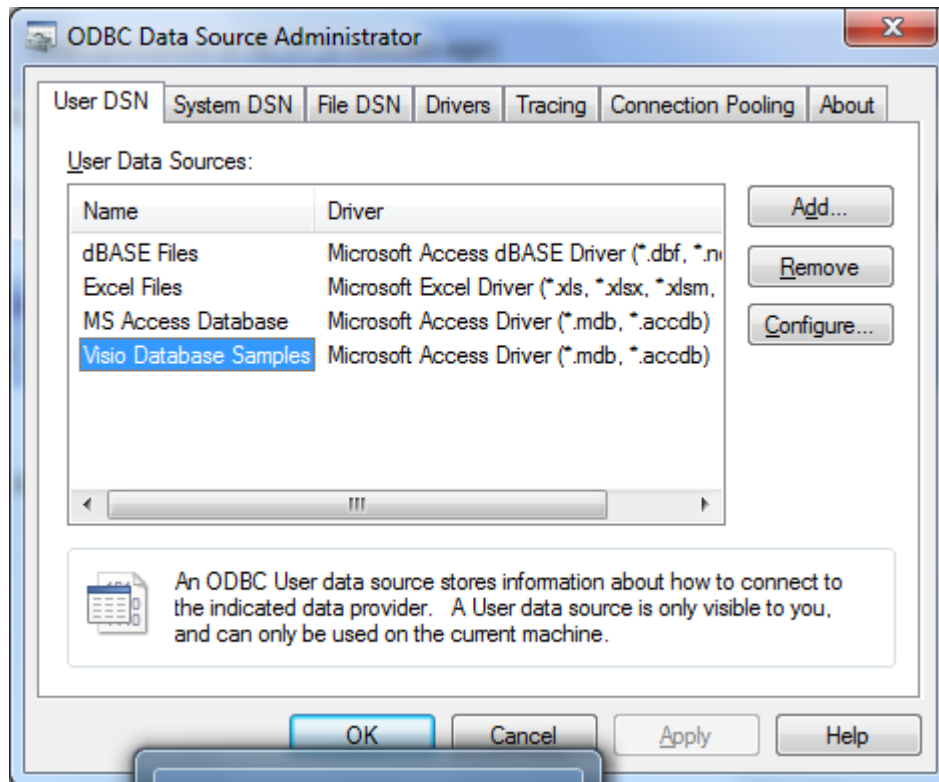 ODBC Data Source Administrator
User DSN System DSN File DSN Drivers Tracing Connection Pooling About
User Data Sources:
Name Driver
dBASE Files Microsoft Access dBASE Driver (*.dbf, *.n
Excel Files Microsoft Excel Driver (*.xls, *.xlsx, *.xlsm,
MS Access Database Microsoft Access Driver (*.mdb, *.accdb)
Visio Database Samples Microsoft Access Driver (*.mdb, *.accdb)
Add...
Remove
Configure...
An ODBC User data source stores information about how to connect to
the indicated data provider. A User data source is only visible to you,
and can only be used on the current machine.
OK Cancel Apply Help